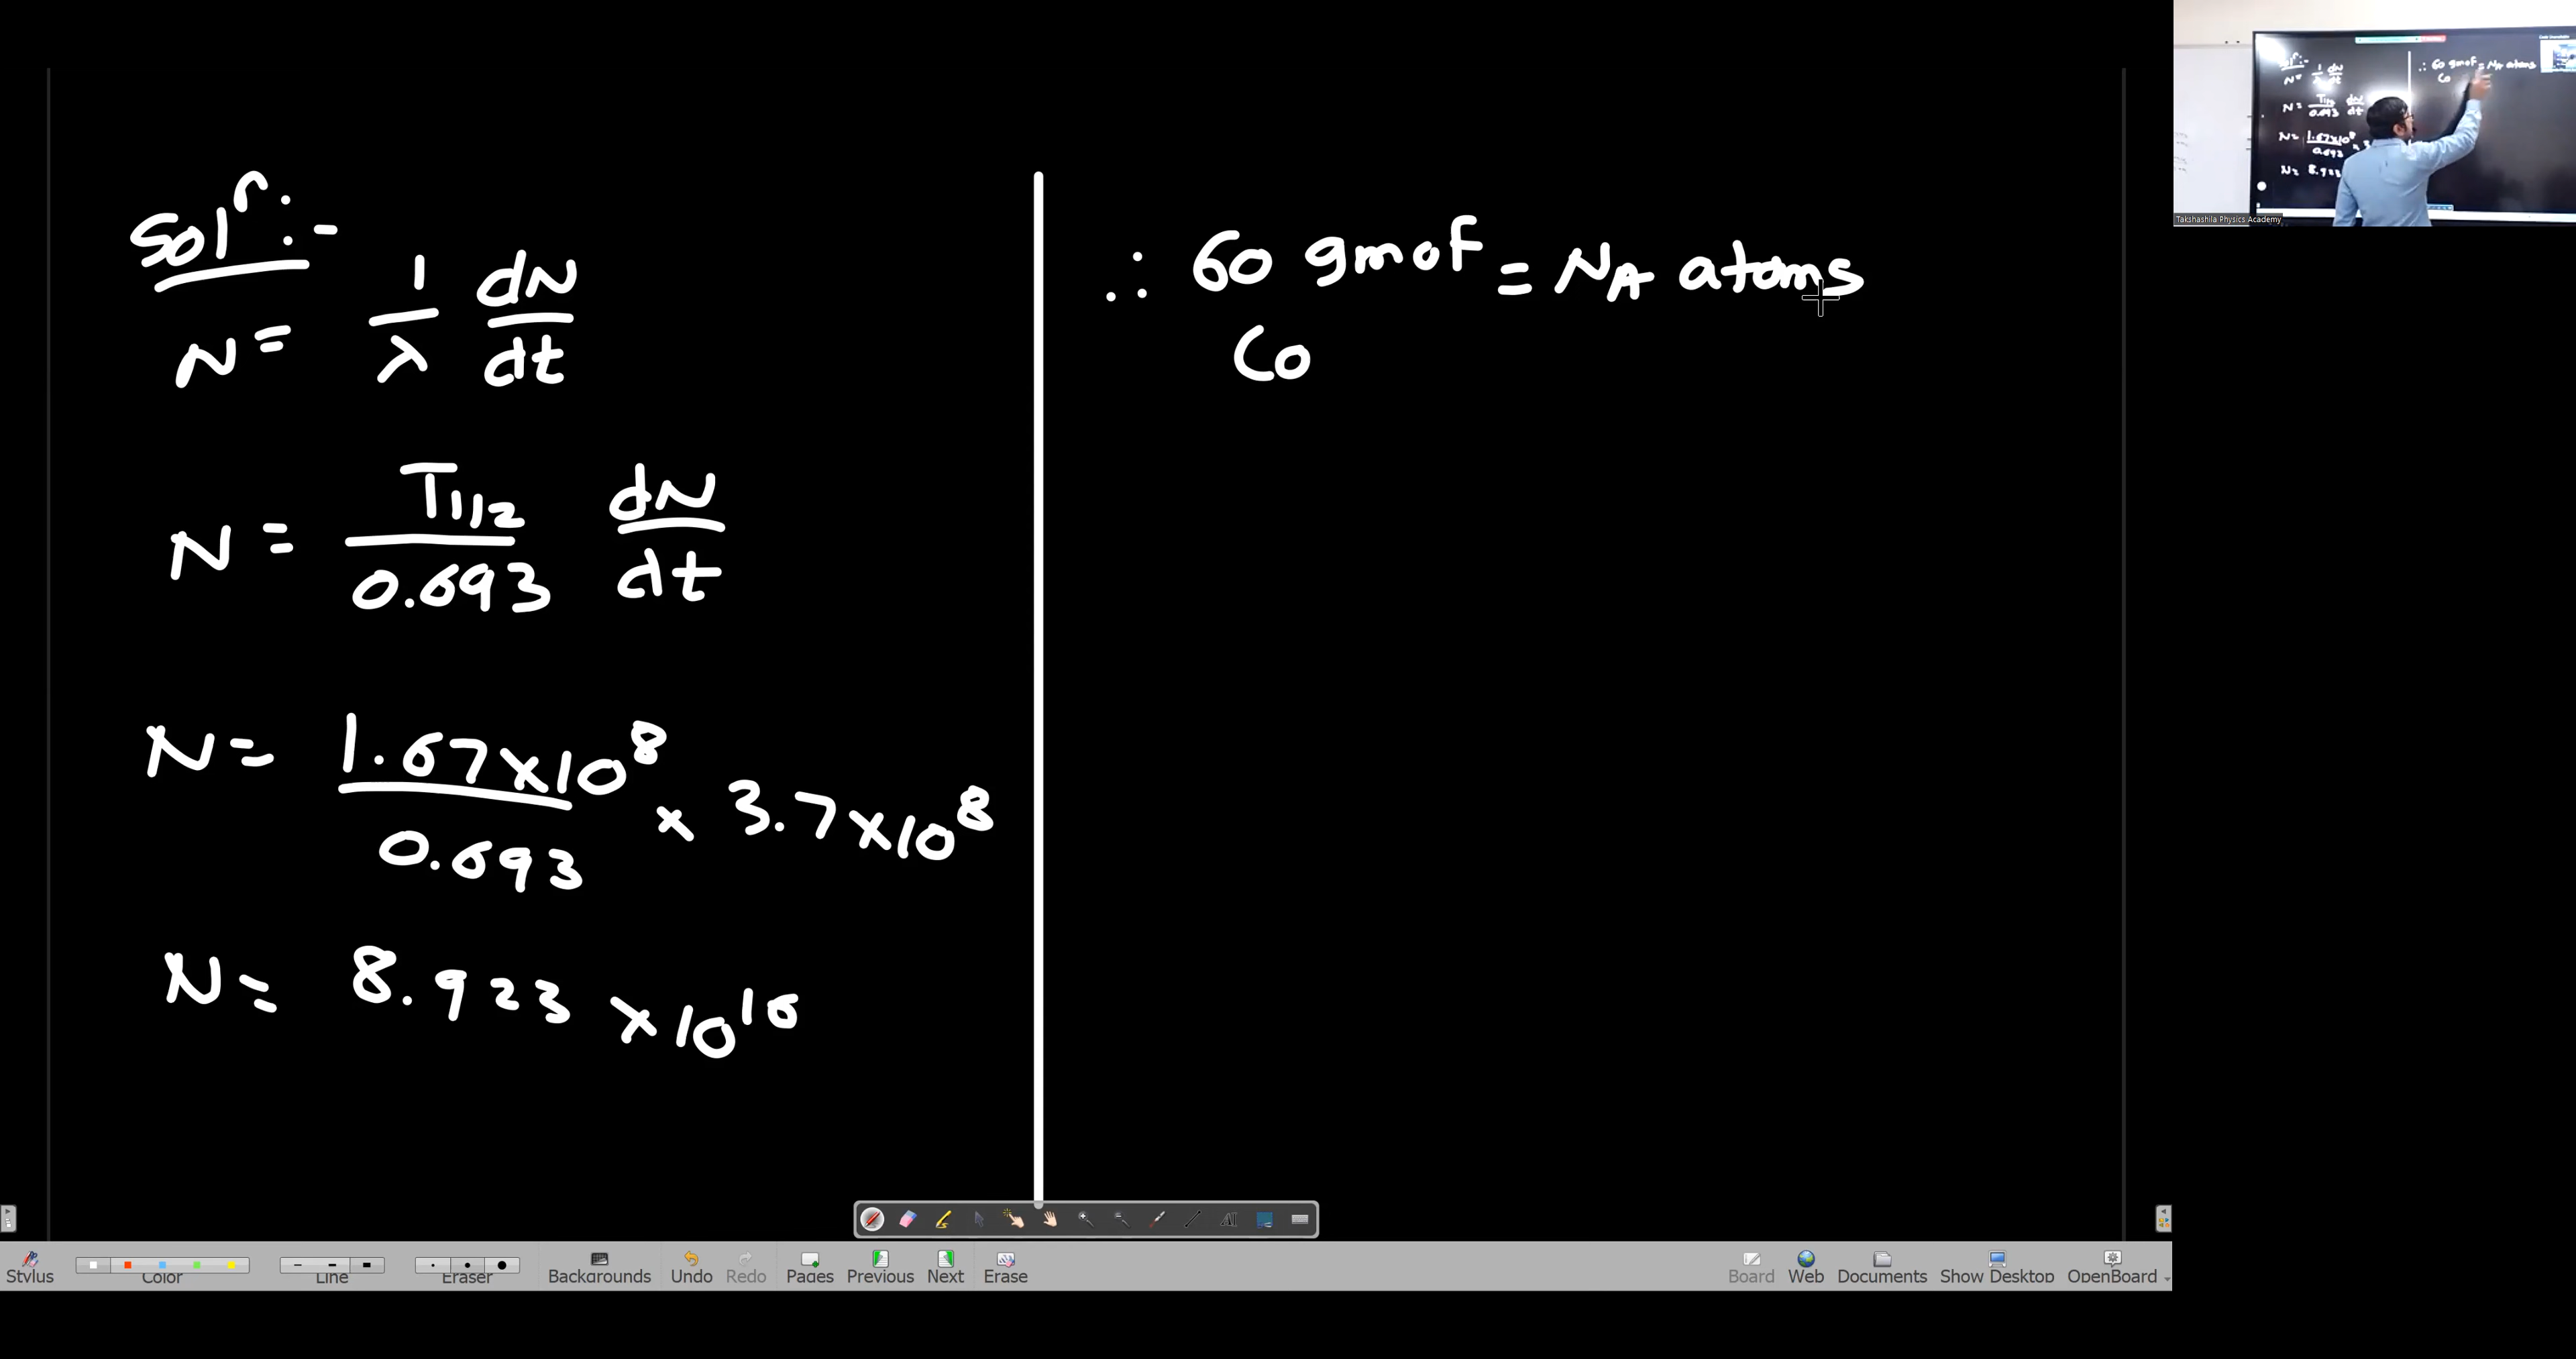 Solⁿ:-
N = 1/λ dN/dt
N = T1/2/0.693 dN/dt
N = 1.67×10⁸/0.693 × 3.7×10⁸
N = 8.923 ×10¹⁶
∴ 60 gm of = NA atoms
Co
Takshashila Physics Academy
Stylus Color Line Eraser Backgrounds Undo Redo Pages Previous Next Erase Board Web Documents Show Desktop OpenBoard